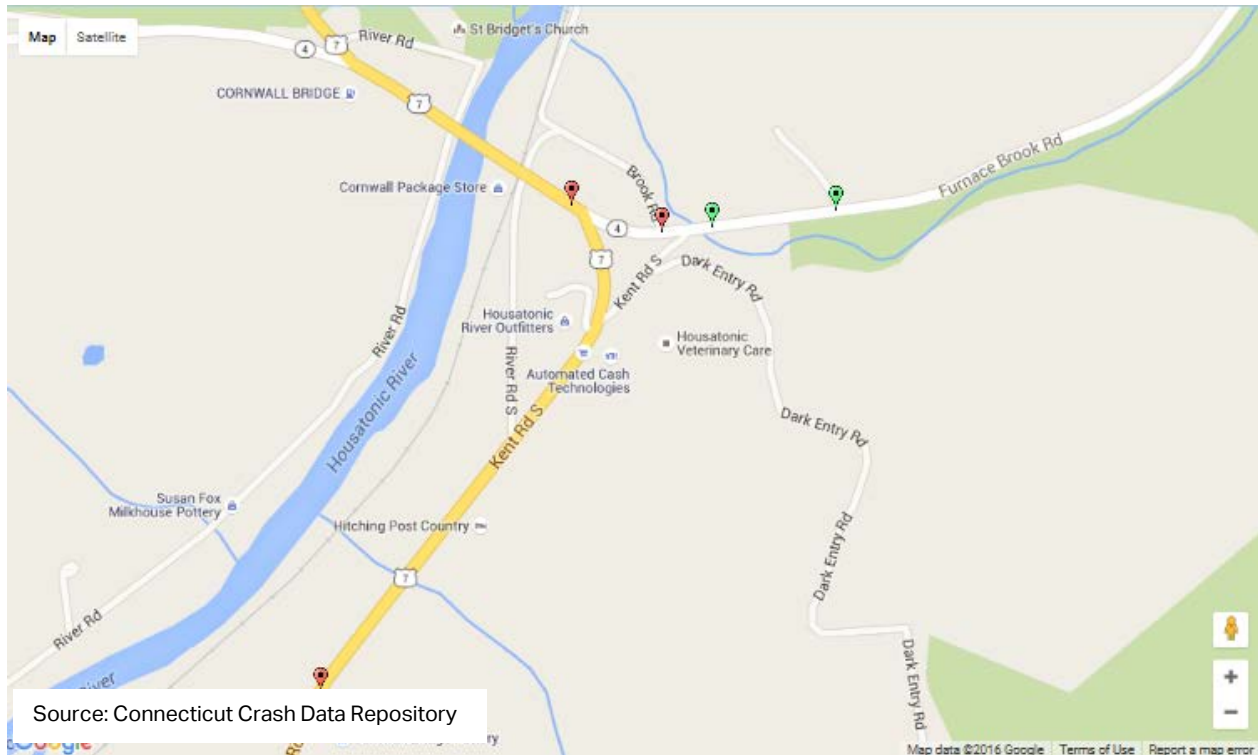 Map
Satellite
St Bridget's Church
River Rd
4
7
7
CORNWALL BRIDGE
Cornwall Package Store
Brook Rd
Furnace Brook Rd
4
7
Kent Rd S
Dark Entry Rd
Housatonic
River Outfitters
Housatonic
Veterinary Care
River Rd
Automated Cash
Technologies
River Rd S
Housatonic River
Kent Rd S
Dark Entry Rd
Susan Fox
Milkhouse Pottery
Hitching Post Country
Dark Entry Rd
7
River Rd
Dark Entry Rd
River
Source: Connecticut Crash Data Repository
Map data ©2016 Google
Terms of Use
Report a map error